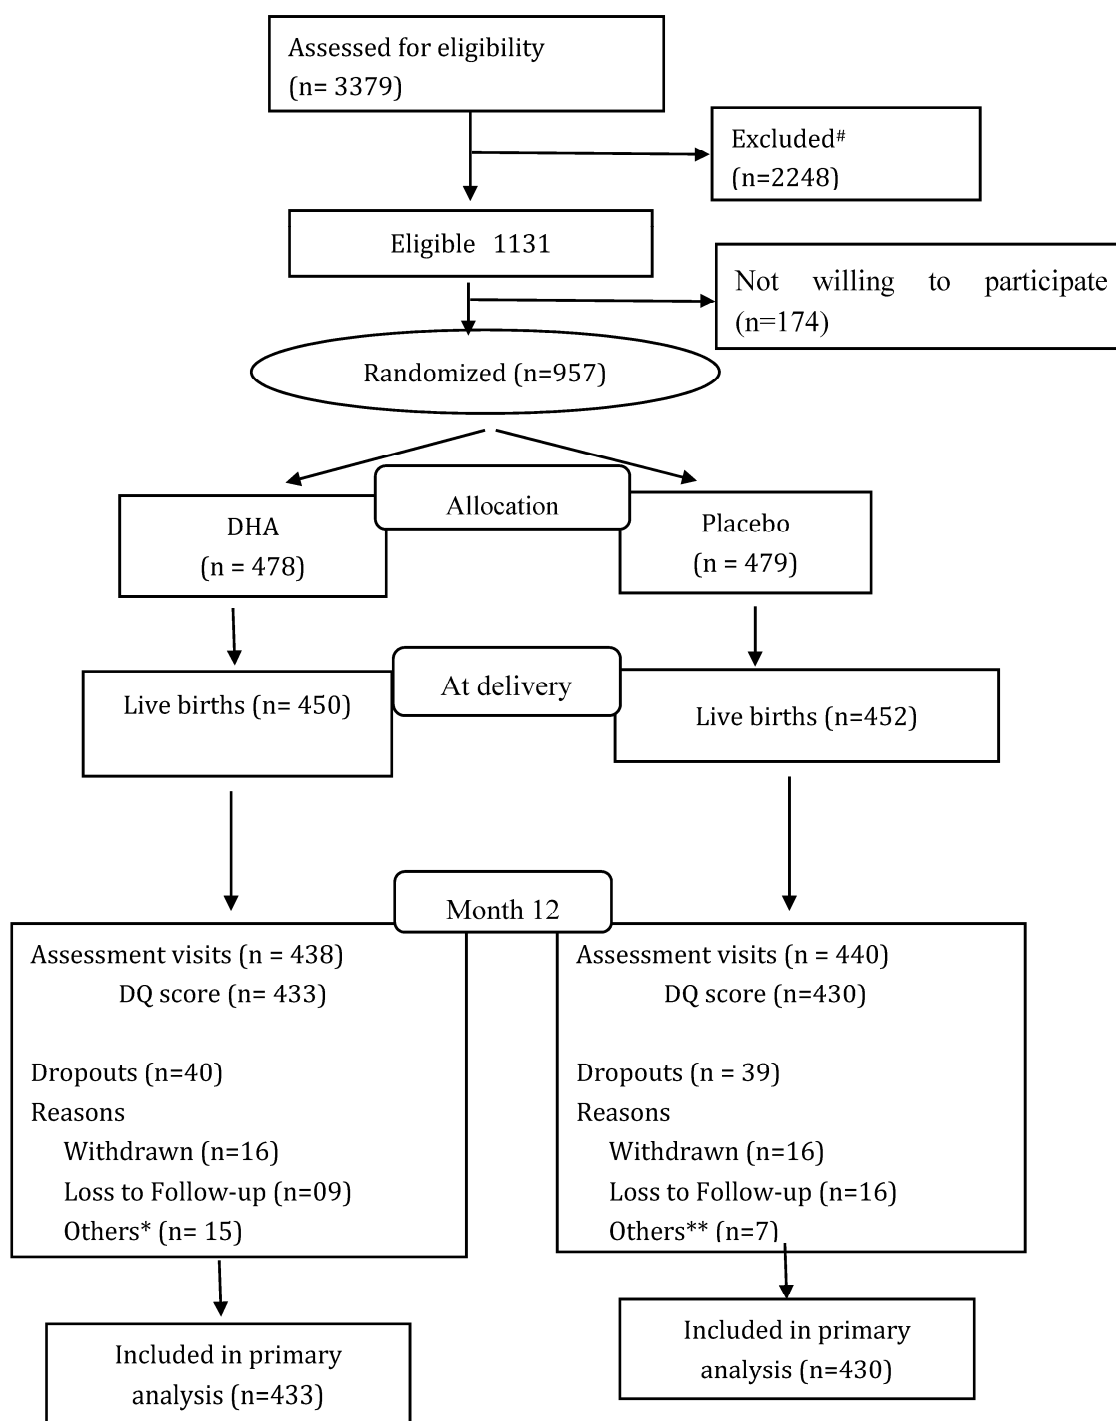 Assessed for eligibility
(n= 3379)
Excluded#
(n=2248)
Eligible 1131
Not willing to participate
(n=174)
Randomized (n=957)
Allocation
DHA
(n = 478)
Placebo
(n = 479)
At delivery
Live births (n= 450)
Live births (n=452)
Month 12
Assessment visits (n = 438)
DQ score (n= 433)
Dropouts (n=40)
Reasons
Withdrawn (n=16)
Loss to Follow-up (n=09)
Others* (n= 15)
Assessment visits (n = 440)
DQ score (n=430)
Dropouts (n = 39)
Reasons
Withdrawn (n=16)
Loss to Follow-up (n=16)
Others** (n=7)
Included in primary
analysis (n=433)
Included in primary
analysis (n=430)